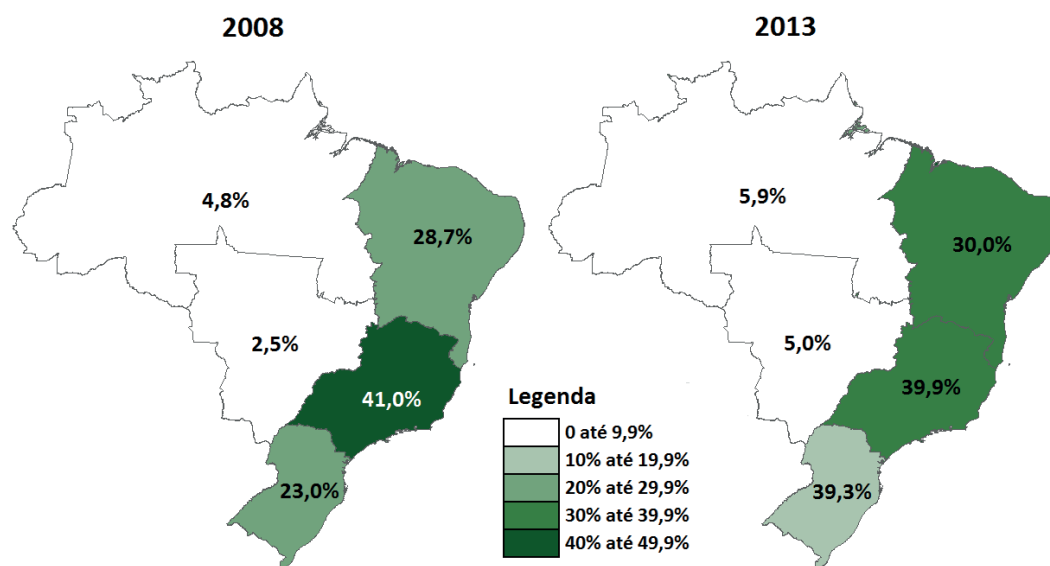 2008
2013
4,8%
28,7%
2,5%
41,0%
23,0%
5,9%
30,0%
5,0%
39,9%
39,3%
Legenda
0 até 9,9%
10% até 19,9%
20% até 29,9%
30% até 39,9%
40% até 49,9%